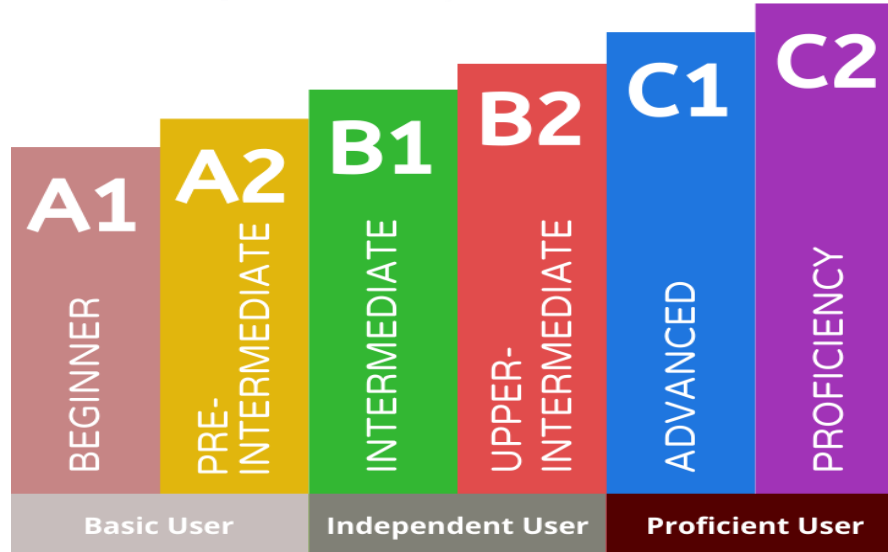 A1
BEGINNER
A2
PRE-
INTERMEDIATE
B1
INTERMEDIATE
B2
UPPER-
INTERMEDIATE
C1
ADVANCED
C2
PROFICIENCY
Basic User
Independent User
Proficient User